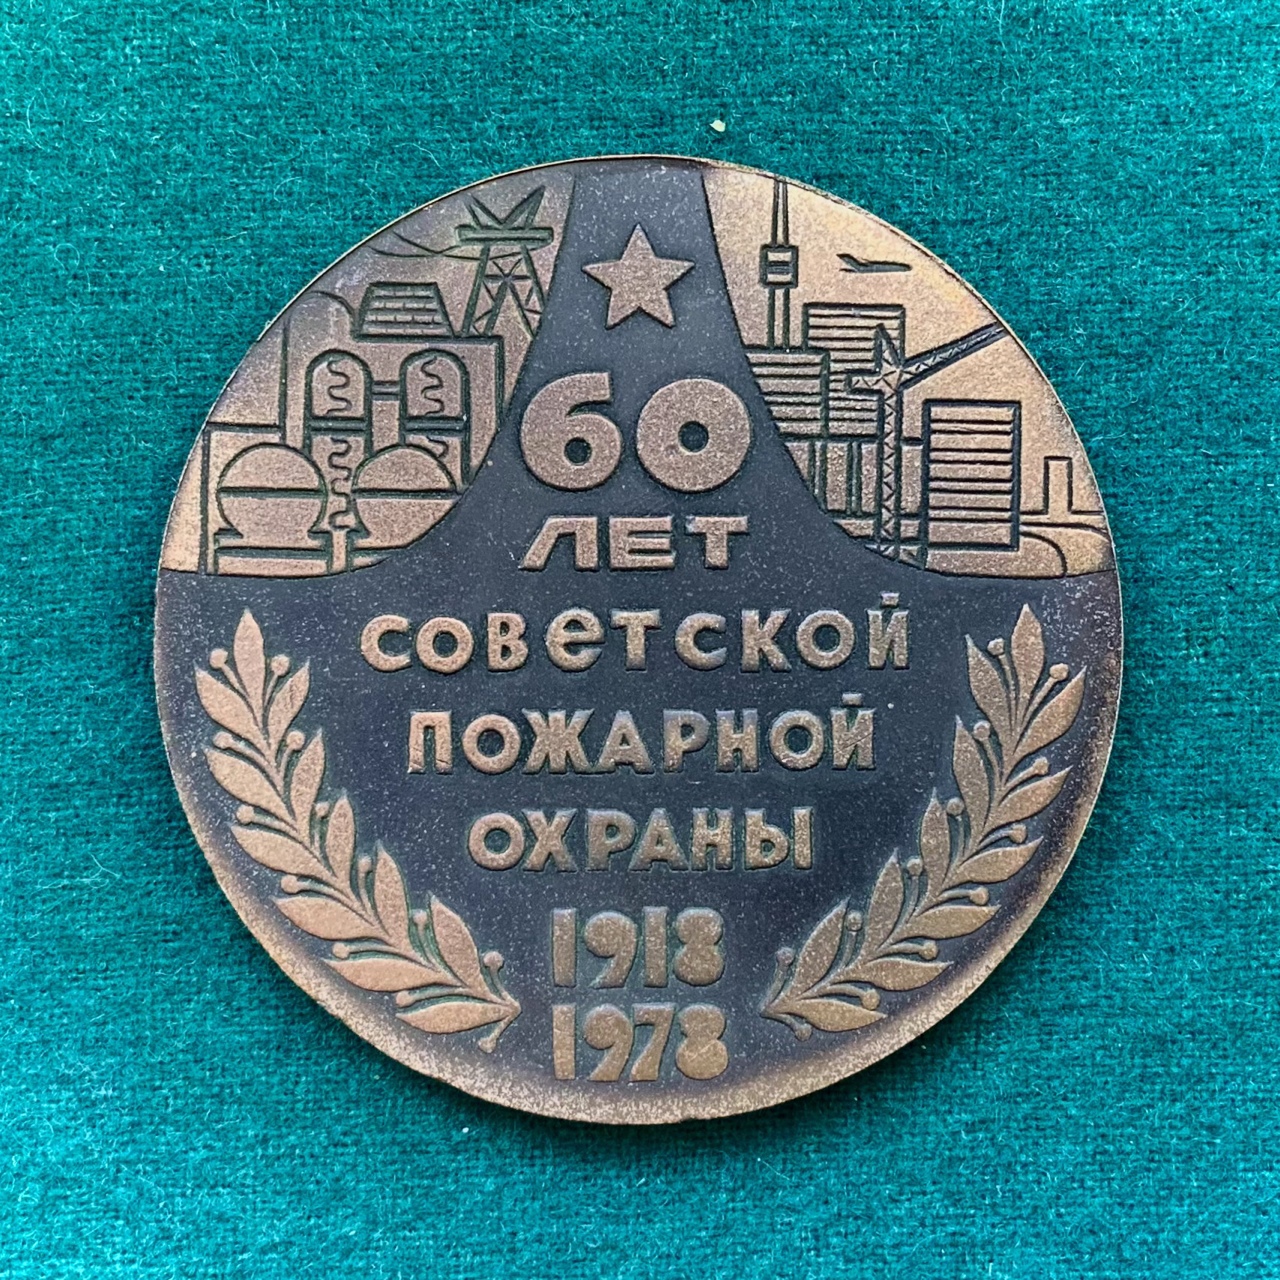 60
ЛЕТ
СОВЕТСКОЙ
ПОЖАРНОЙ
ОХРАНЫ
1918
1978